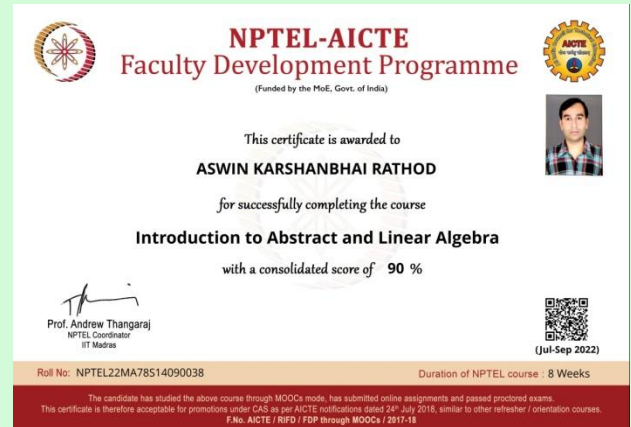 NPTEL-AICTE
Faculty Development Programme
(Funded by the MoE, Govt. of India)
AICTE
This certificate is awarded to
ASWIN KARSHANBHAI RATHOD
for successfully completing the course
Introduction to Abstract and Linear Algebra
with a consolidated score of 90 %
Prof. Andrew Thangaraj
NPTEL Coordinator
IIT Madras
(Jul-Sep 2022)
Roll No: NPTEL22MA78S14090038
Duration of NPTEL course : 8 Weeks
The candidate has studied the above course through MOOCs mode, has submitted online assignments and passed proctored exams.
This certificate is therefore acceptable for promotions under CAS as per AICTE notifications dated 24th July 2018, similar to other refresher / orientation courses.
F.No. AICTE / RIFD / FDP through MOOCs / 2017-18